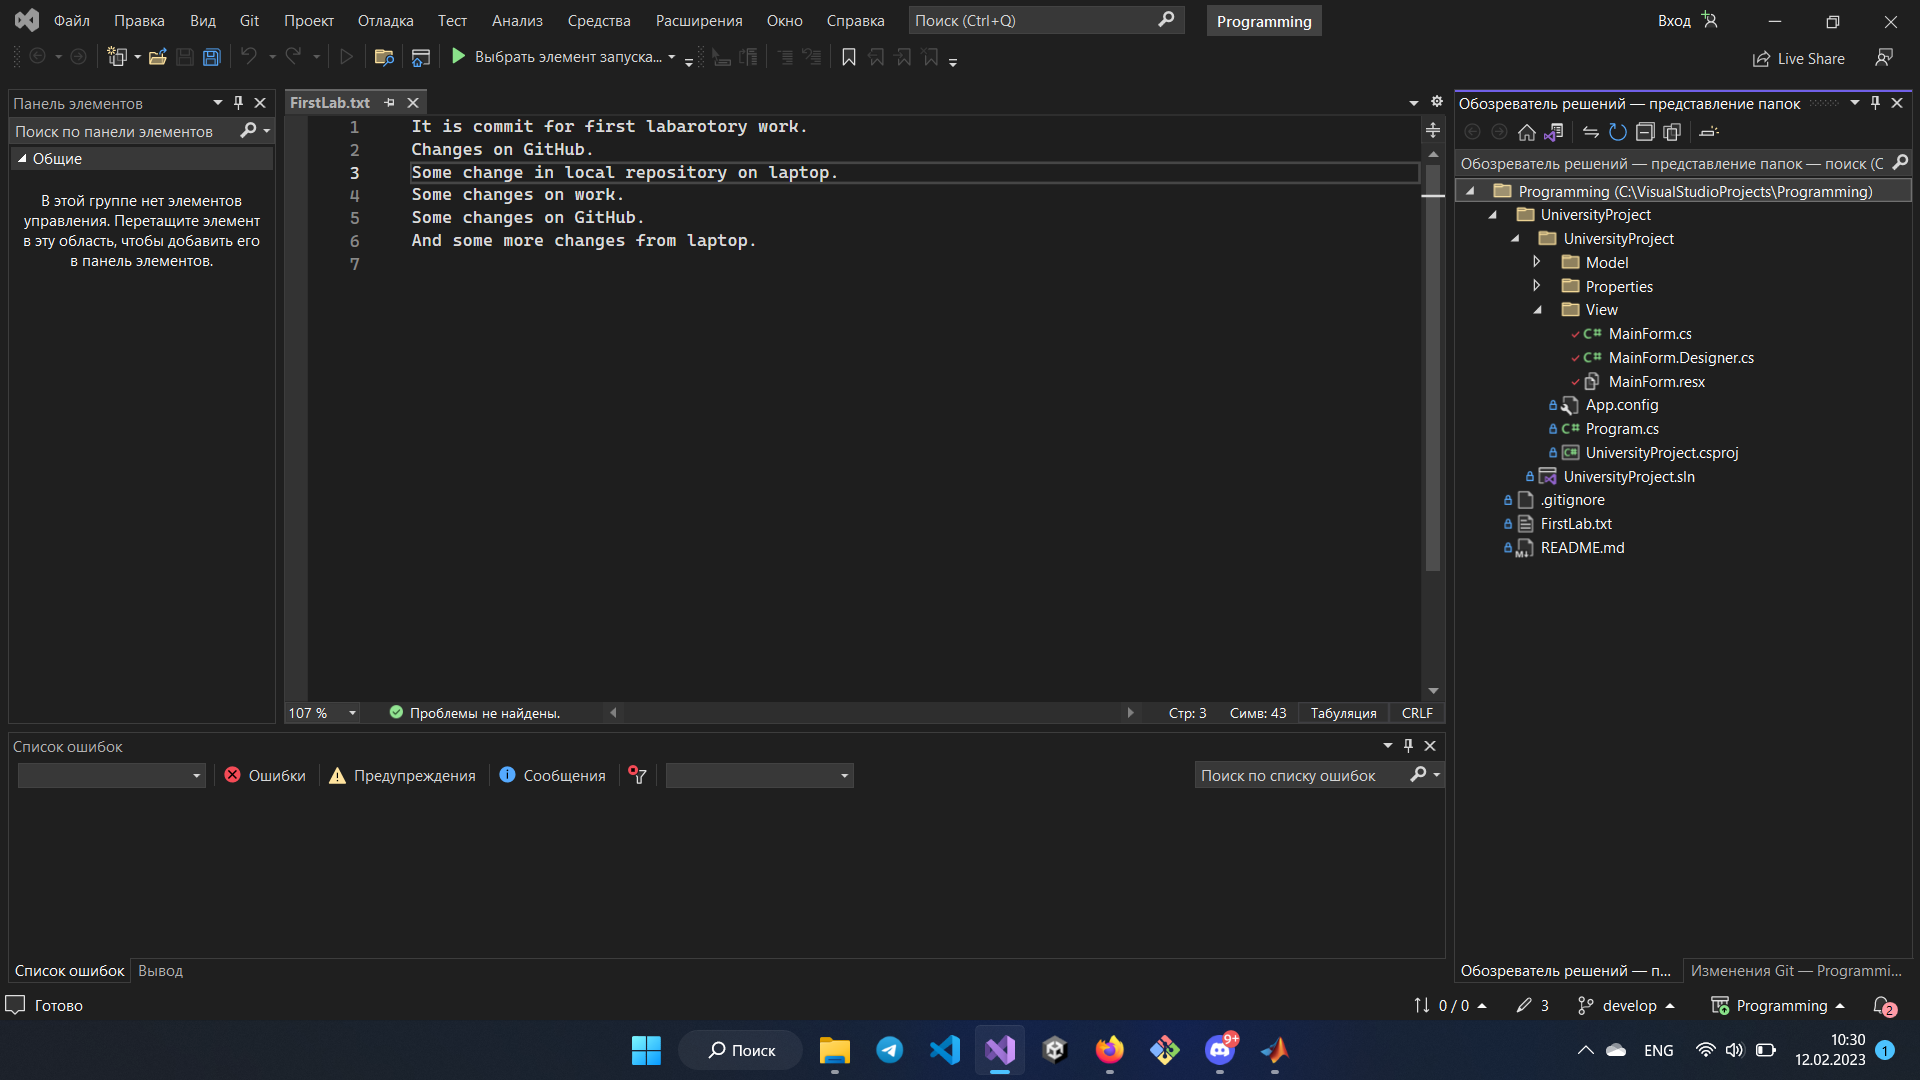 Файл Правка Вид Git Проект Отладка Тест Анализ Средства Расширения Окно Справка Поиск (Ctrl+Q) Programming Вход
Выбрать элемент запуска... Live Share
Панель элементов
Поиск по панели элементов
Общие
В этой группе нет элементов
управления. Перетащите элемент
в эту область, чтобы добавить его
в панель элементов.
FirstLab.txt
1 It is commit for first labarotory work.
2 Changes on GitHub.
3 Some change in local repository on laptop.
4 Some changes on work.
5 Some changes on GitHub.
6 And some more changes from laptop.
7
107 % Проблемы не найдены. Стр: 3 Симв: 43 Табуляция CRLF
Обозреватель решений — представление папок
Обозреватель решений — представление папок — поиск (C
Programming (C:\VisualStudioProjects\Programming)
UniversityProject
UniversityProject
Model
Properties
View
C# MainForm.cs
C# MainForm.Designer.cs
MainForm.resx
App.config
C# Program.cs
C# UniversityProject.csproj
UniversityProject.sln
.gitignore
FirstLab.txt
M↓ README.md
Список ошибок
Ошибки Предупреждения Сообщения Поиск по списку ошибок
Список ошибок Вывод
Обозреватель решений — п... Изменения Git — Programmi...
Готово 0 / 0 3 develop Programming 2
Поиск 9+ ENG 10:30
12.02.2023 1